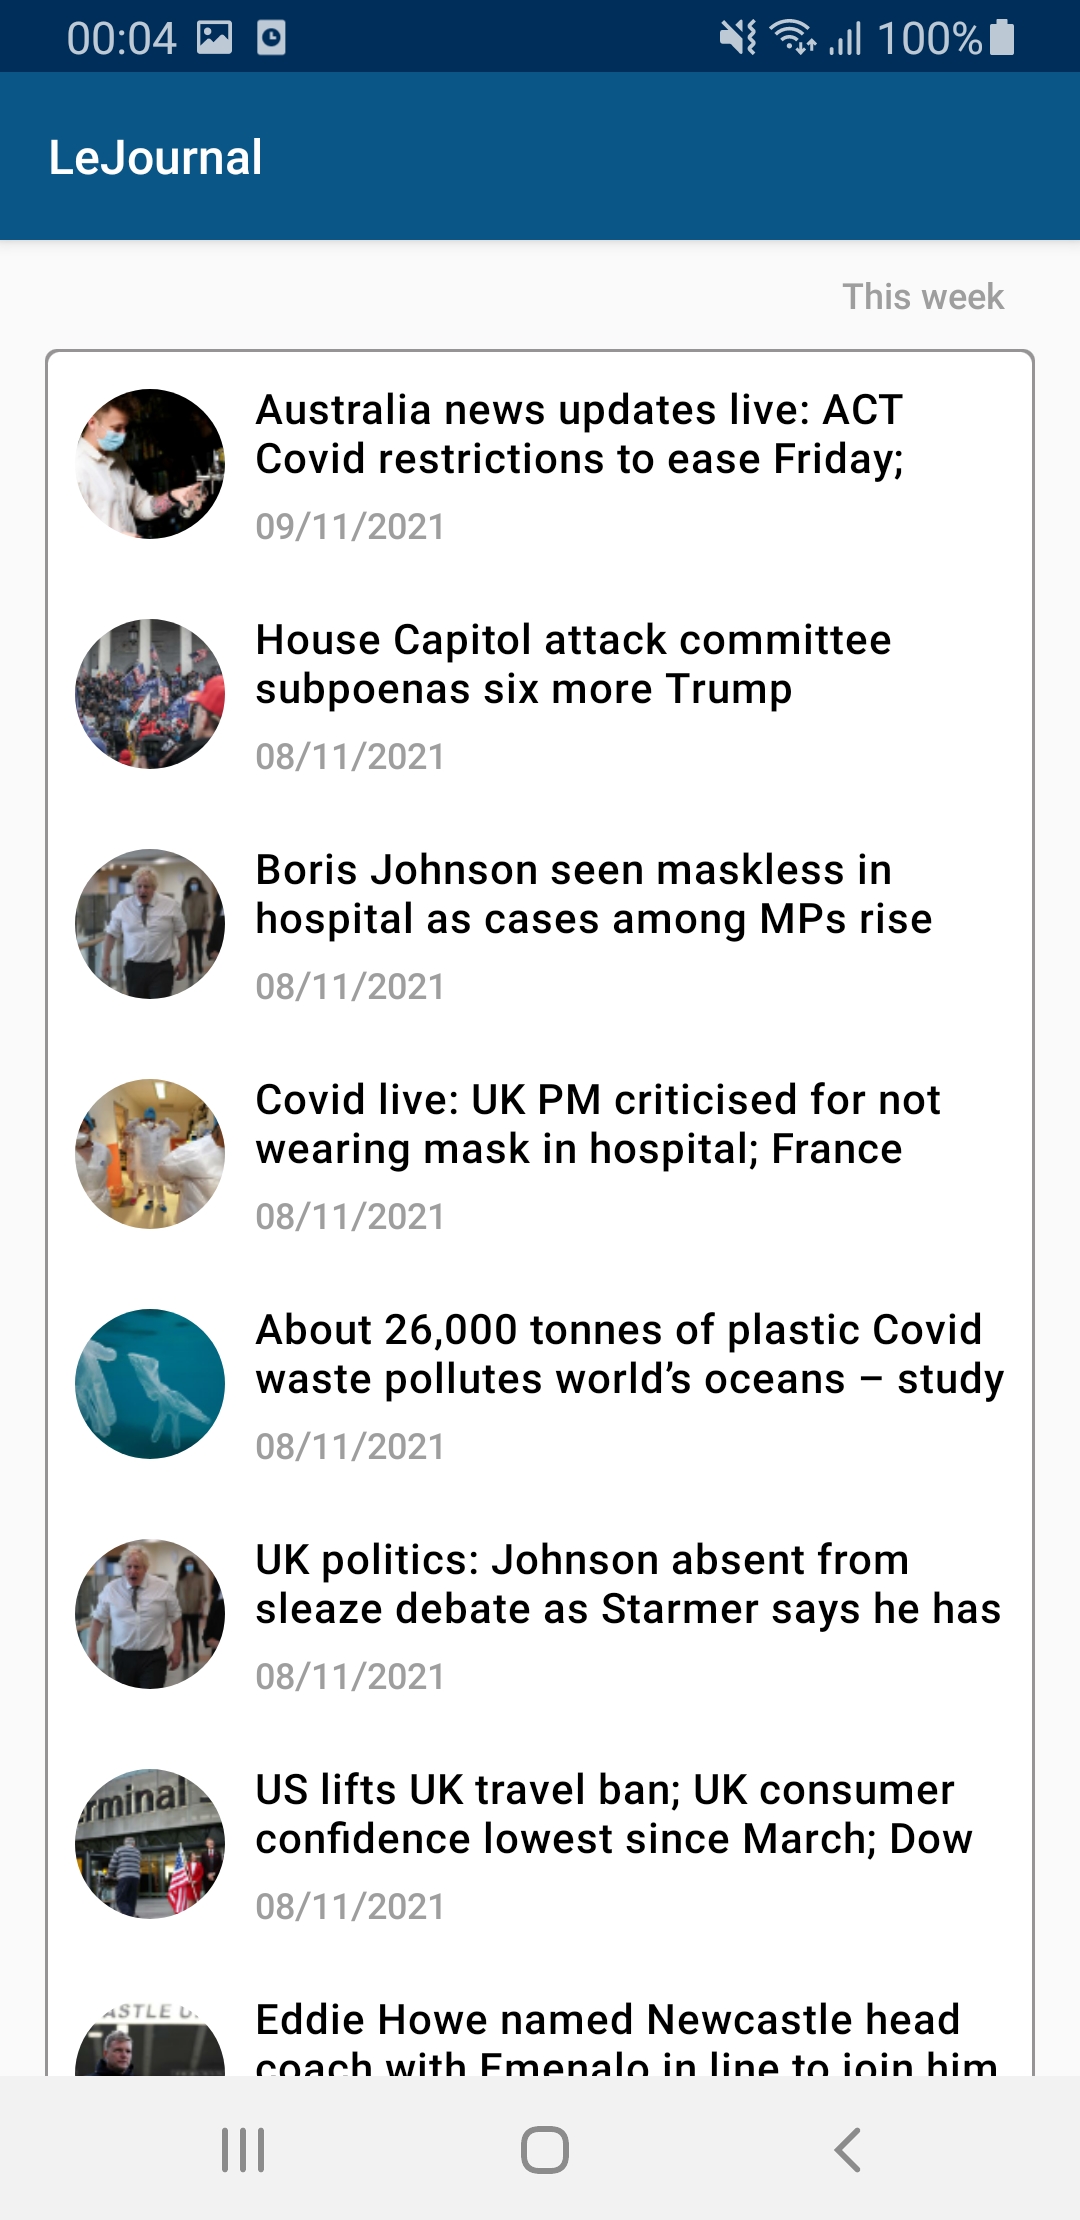 00:04 100%
LeJournal
This week
Australia news updates live: ACT
Covid restrictions to ease Friday;
09/11/2021
House Capitol attack committee
subpoenas six more Trump
08/11/2021
Boris Johnson seen maskless in
hospital as cases among MPs rise
08/11/2021
Covid live: UK PM criticised for not
wearing mask in hospital; France
08/11/2021
About 26,000 tonnes of plastic Covid
waste pollutes world’s oceans – study
08/11/2021
UK politics: Johnson absent from
sleaze debate as Starmer says he has
08/11/2021
rminal
US lifts UK travel ban; UK consumer
confidence lowest since March; Dow
08/11/2021
ASTLE U
Eddie Howe named Newcastle head
coach with Emenalo in line to join him